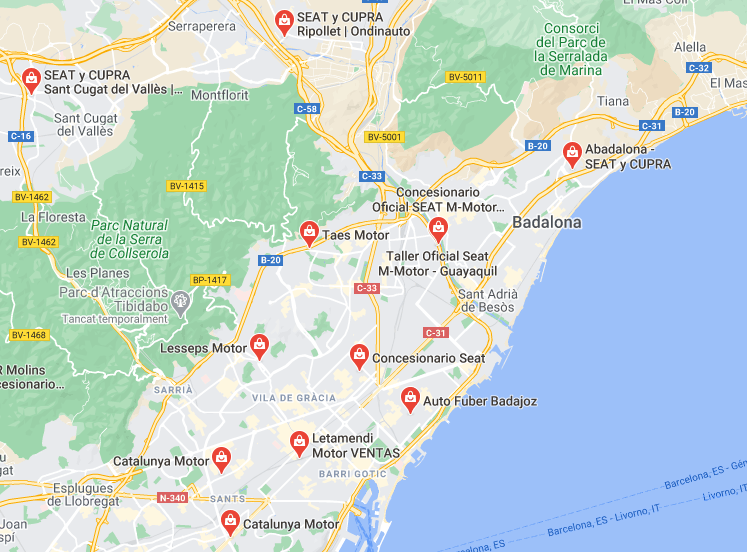 SEAT y CUPRA
Ripollet | Ondinauto
Serraperera
El Mas Coll
Consorci
del Parc de
la Serralada
de Marina
Alella
C-32
SEAT y CUPRA
Sant Cugat del Vallès |...
Montflorit
BV-5011
Tiana
El Mas
C-58
B-20
Sant Cugat
del Vallès
C-31
C-16
BV-5001
B-20
Abadalona -
SEAT y CUPRA
reix
C-33
BV-1415
Concesionario
Oficial SEAT M-Motor...
BV-1462
La Floresta
Parc Natural
de la Serra
de Collserola
Taes Motor
Badalona
BV-1462
B-20
Taller Oficial Seat
M-Motor - Guayaquil
Les Planes
BP-1417
C-33
Parc d'Atraccions
Tibidabo
Tancat temporalment
Sant Adrià
de Besòs
BV-1468
C-31
Lesseps Motor
Concesionario Seat
R Molins
cesionario...
SARRIÀ
VILA DE GRÀCIA
Auto Fuber Badajoz
Letamendi
Motor VENTAS
Catalunya Motor
BARRI GÒTIC
Esplugues
de Llobregat
N-340
SANTS
Barcelona, ES - Gén
Livorno, IT
Joan
spí
Catalunya Motor
Barcelona, ES - Livorno, IT